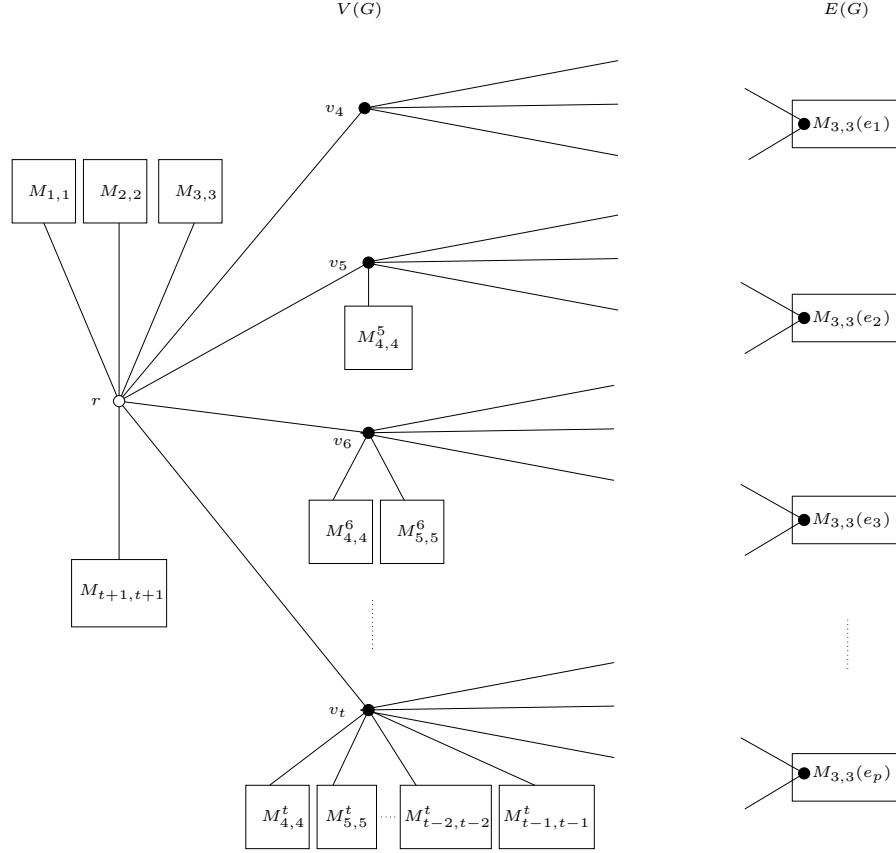 V(G) E(G)
v_4
M_{3,3}(e_1)
M_{1,1} M_{2,2} M_{3,3}
v_5
M_{3,3}(e_2)
M^5_{4,4}
r
v_6
M_{3,3}(e_3)
M^6_{4,4} M^6_{5,5}
M_{t+1,t+1}
v_t
M_{3,3}(e_p)
M^t_{4,4} M^t_{5,5} M^t_{t-2,t-2} M^t_{t-1,t-1}